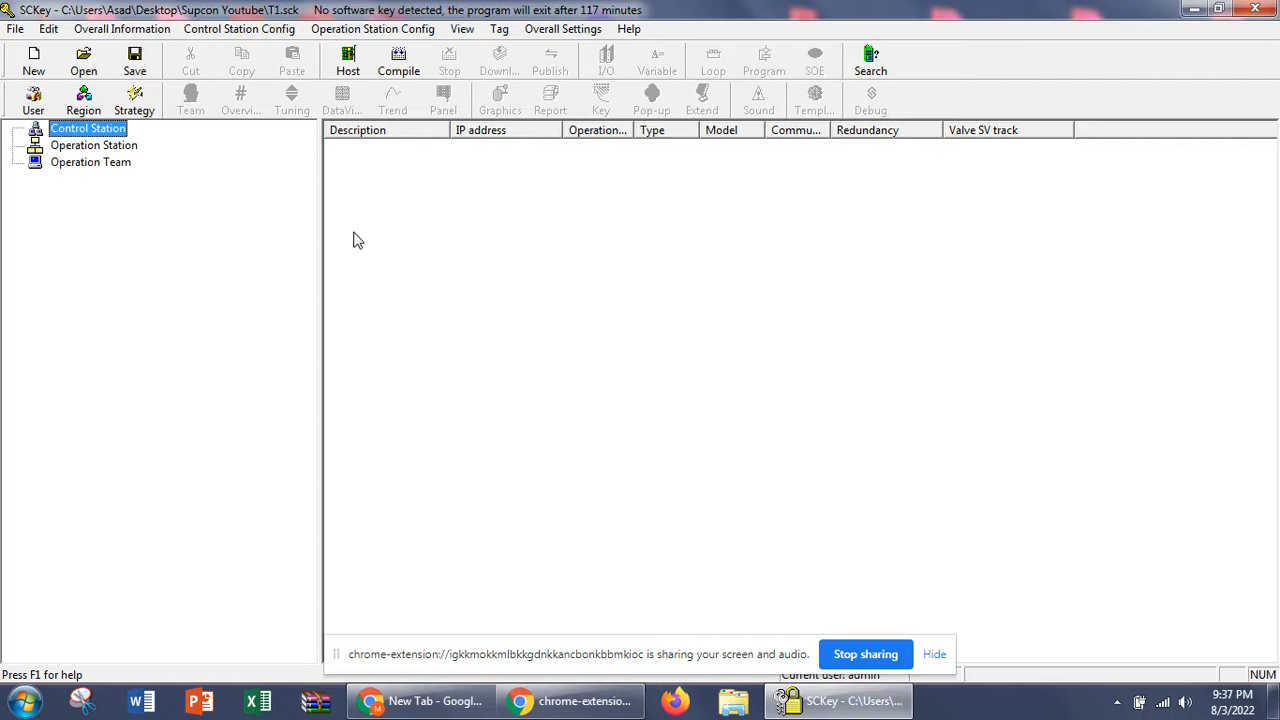 SCKey - C:\Users\Asad\Desktop\Supcon Youtube\T1.sck    No software key detected, the program will exit after 117 minutes
File Edit Overall Information Control Station Config Operation Station Config View Tag Overall Settings Help
New Open Save Cut Copy Paste Host Compile Stop Downl... Publish I/O Variable Loop Program SOE Search
User Region Strategy Team Overvi... Tuning DataVi... Trend Panel Graphics Report Key Pop-up Extend Sound Templ... Debug
Control Station
Operation Station
Operation Team
Description IP address Operation... Type Model Commu... Redundancy Valve SV track
chrome-extension://igkkmokkmlbkkgdnkkancbonkbbmkioc is sharing your screen and audio. Stop sharing Hide
Press F1 for help Current user: admin NUM
New Tab - Googl... chrome-extensio... SCKey - C:\Users\... 9:37 PM
8/3/2022